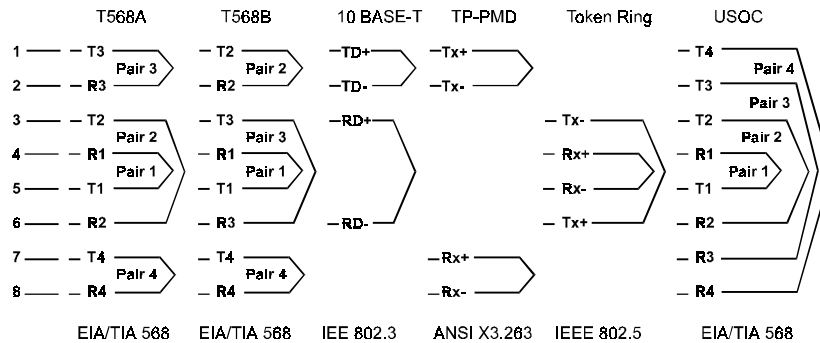 T568A T568B 10 BASE-T TP-PMD Token Ring USOC
1 T3 T2 TD+ Tx+ T4
Pair 3 Pair 2 Pair 4
2 R3 R2 TD- Tx- T3
Pair 3
3 T2 T3 RD+ Tx- T2
Pair 2 Pair 3 Pair 2
4 R1 R1 Rx+ R1
Pair 1 Pair 1 Pair 1
5 T1 T1 Rx- T1
6 R2 R3 RD- Tx+ R2
7 T4 T4 Rx+ R3
Pair 4 Pair 4
8 R4 R4 Rx- R4
EIA/TIA 568 EIA/TIA 568 IEE 802.3 ANSI X3.263 IEEE 802.5 EIA/TIA 568